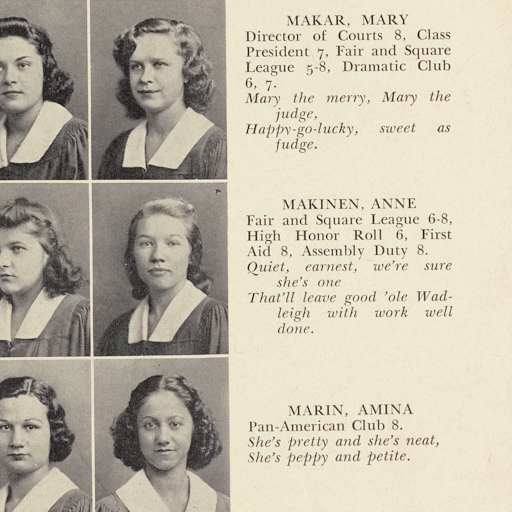 MAKAR, MARY
Director of Courts 8, Class
President 7, Fair and Square
League 5-8, Dramatic Club
6, 7.
Mary the merry, Mary the
judge,
Happy-go-lucky, sweet as
fudge.
MAKINEN, ANNE
Fair and Square League 6-8,
High Honor Roll 6, First
Aid 8, Assembly Duty 8.
Quiet, earnest, we're sure
she's one
That'll leave good 'ole Wad-
leigh with work well
done.
MARIN, AMINA
Pan-American Club 8.
She's pretty and she's neat,
She's peppy and petite.